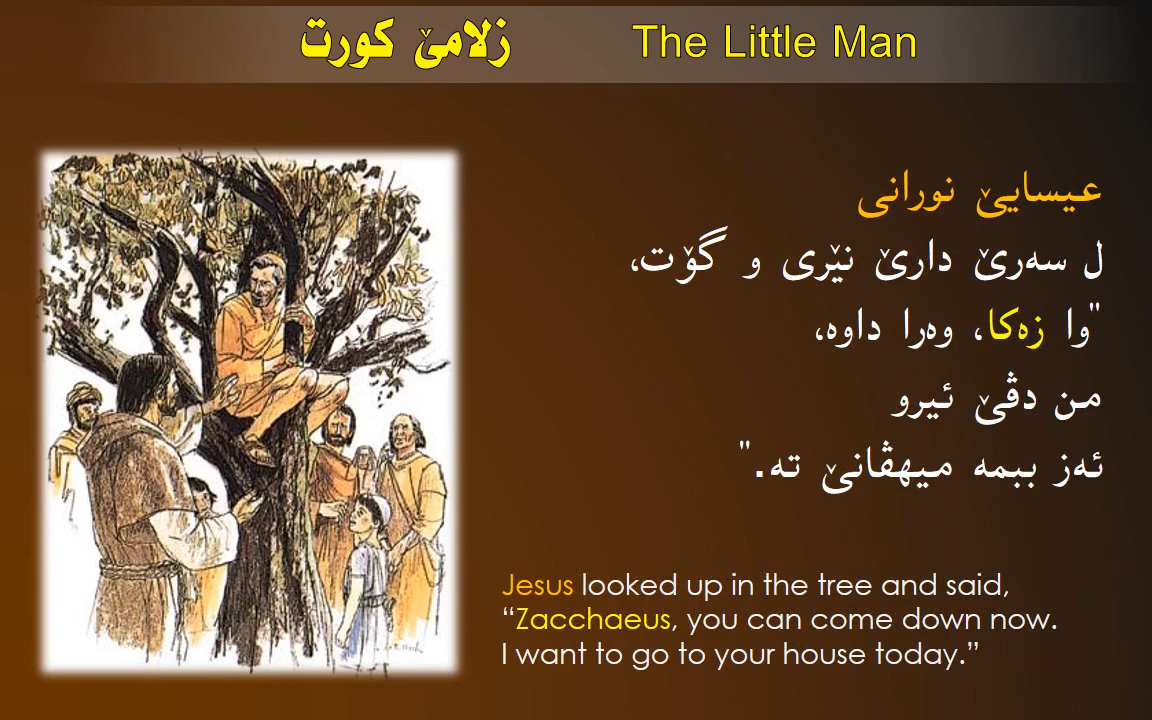 زلامێ کورت
The Little Man
عیسایێ نورانی
ل سەرێ دارێ نێری و گۆت،
"وا زەکا، وەرا داوە،
من دڤێ ئیرو
ئەز ببمە میهڤانێ تە."
Jesus looked up in the tree and said,
“Zacchaeus, you can come down now.
I want to go to your house today.”